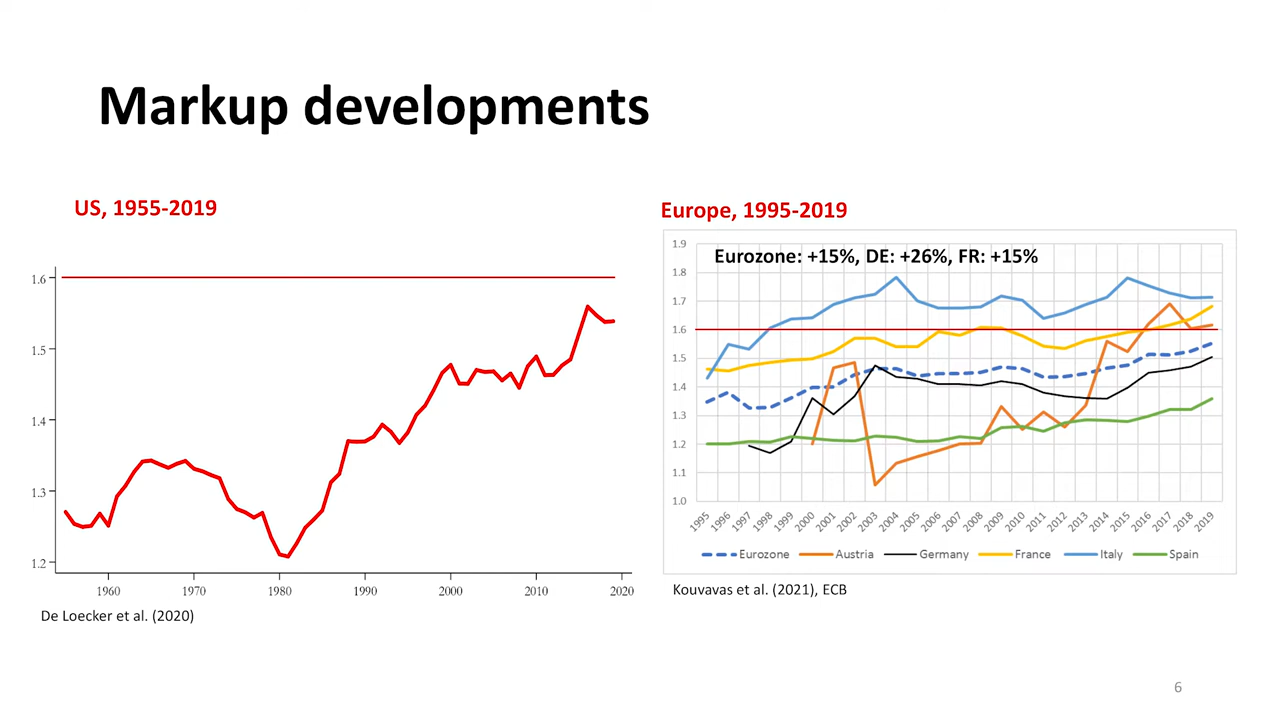 Markup developments
US, 1955-2019
1.6
1.5
1.4
1.3
1.2
1960 1970 1980 1990 2000 2010 2020
De Loecker et al. (2020)
Europe, 1995-2019
Eurozone: +15%, DE: +26%, FR: +15%
1.9
1.8
1.7
1.6
1.5
1.4
1.3
1.2
1.1
1.0
1995 1996 1997 1998 1999 2000 2001 2002 2003 2004 2005 2006 2007 2008 2009 2010 2011 2012 2013 2014 2015 2016 2017 2018 2019
Eurozone Austria Germany France Italy Spain
Kouvavas et al. (2021), ECB
6